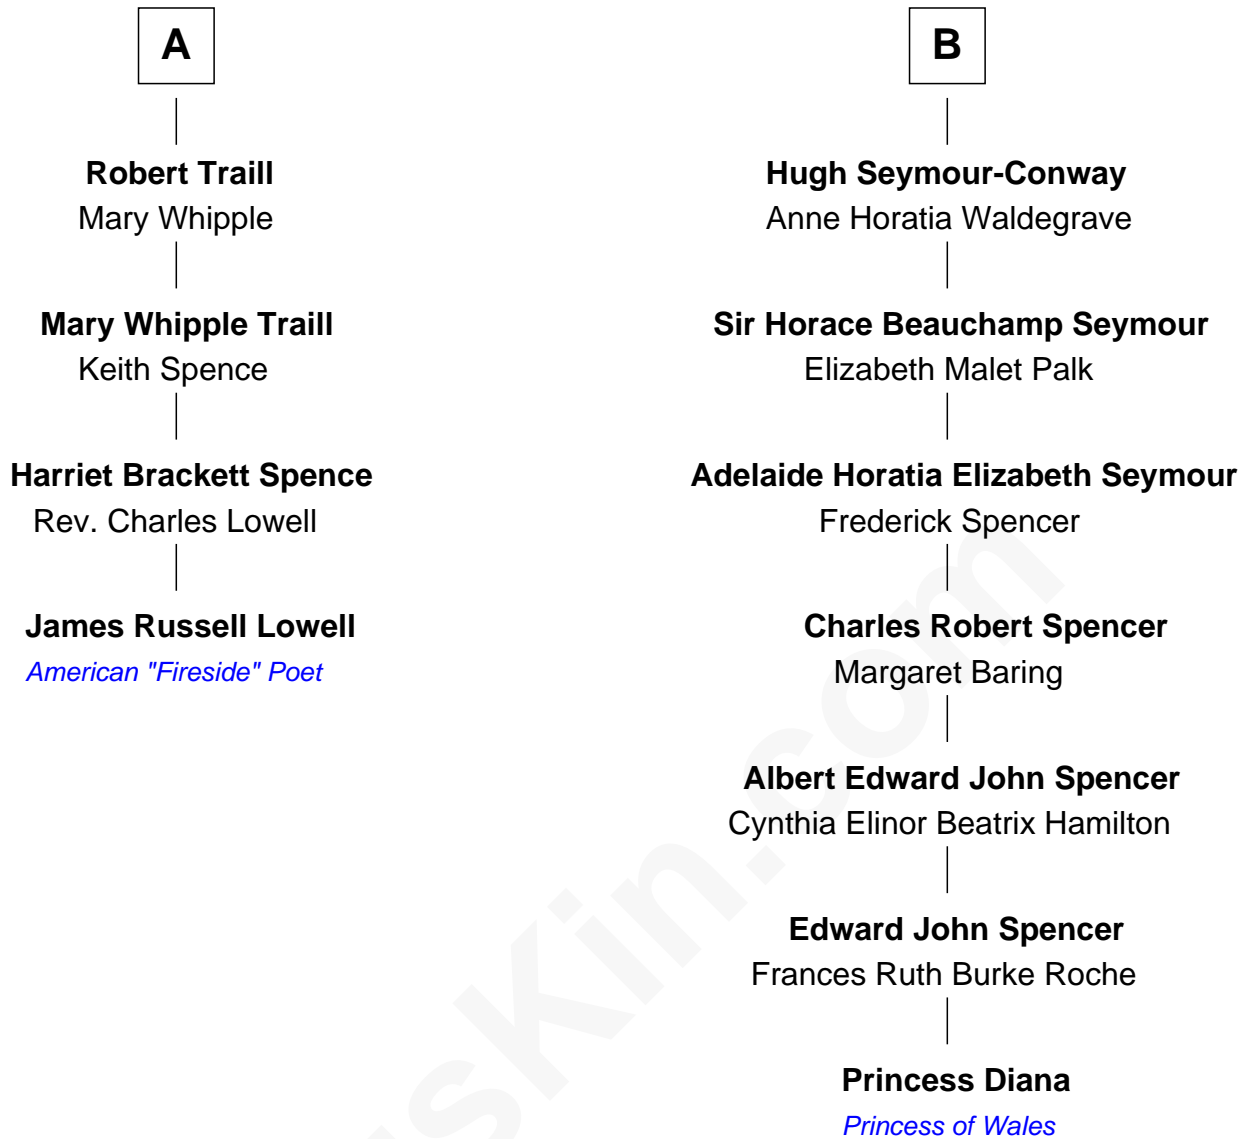 A
Robert Traill
Mary Whipple
Mary Whipple Traill
Keith Spence
Harriet Brackett Spence
Rev. Charles Lowell
James Russell Lowell
American "Fireside" Poet
B
Hugh Seymour-Conway
Anne Horatia Waldegrave
Sir Horace Beauchamp Seymour
Elizabeth Malet Palk
Adelaide Horatia Elizabeth Seymour
Frederick Spencer
Charles Robert Spencer
Margaret Baring
Albert Edward John Spencer
Cynthia Elinor Beatrix Hamilton
Edward John Spencer
Frances Ruth Burke Roche
Princess Diana
Princess of Wales